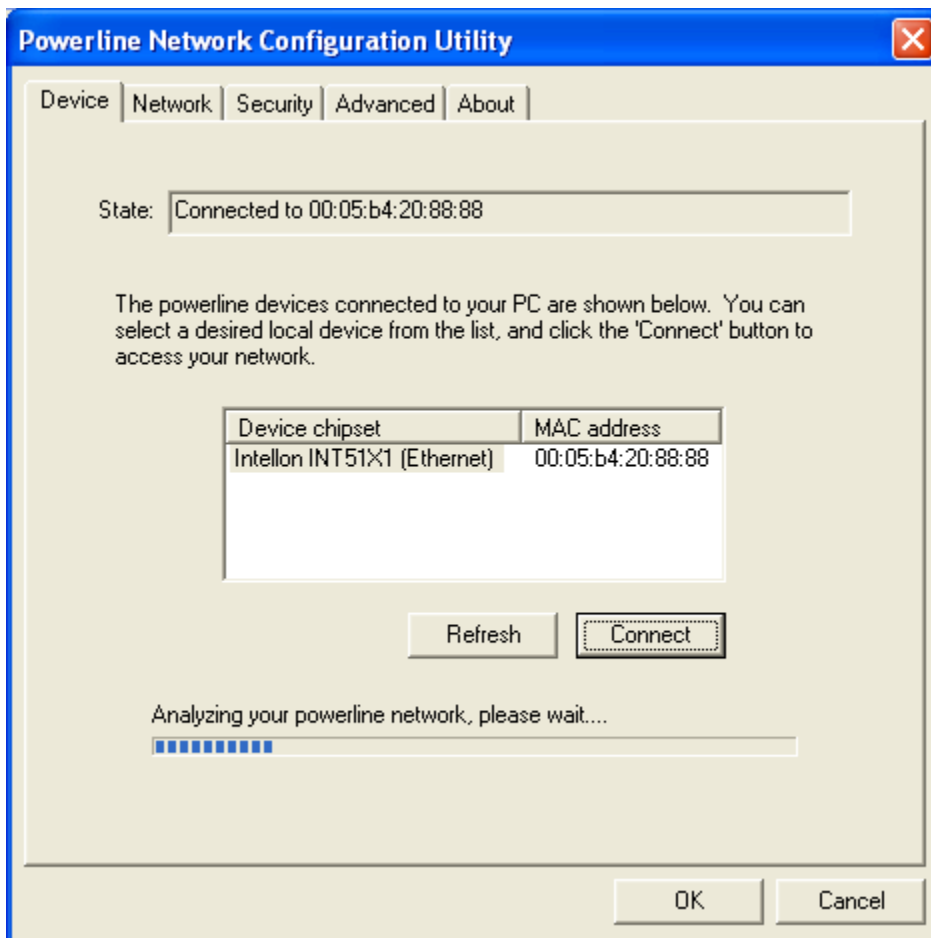 Powerline Network Configuration Utility
Device Network Security Advanced About
State: Connected to 00:05:b4:20:88:88
The powerline devices connected to your PC are shown below. You can
select a desired local device from the list, and click the 'Connect' button to
access your network.
Device chipset MAC address
Intellon INT51X1 (Ethernet) 00:05:b4:20:88:88
Refresh Connect
Analyzing your powerline network, please wait....
OK Cancel